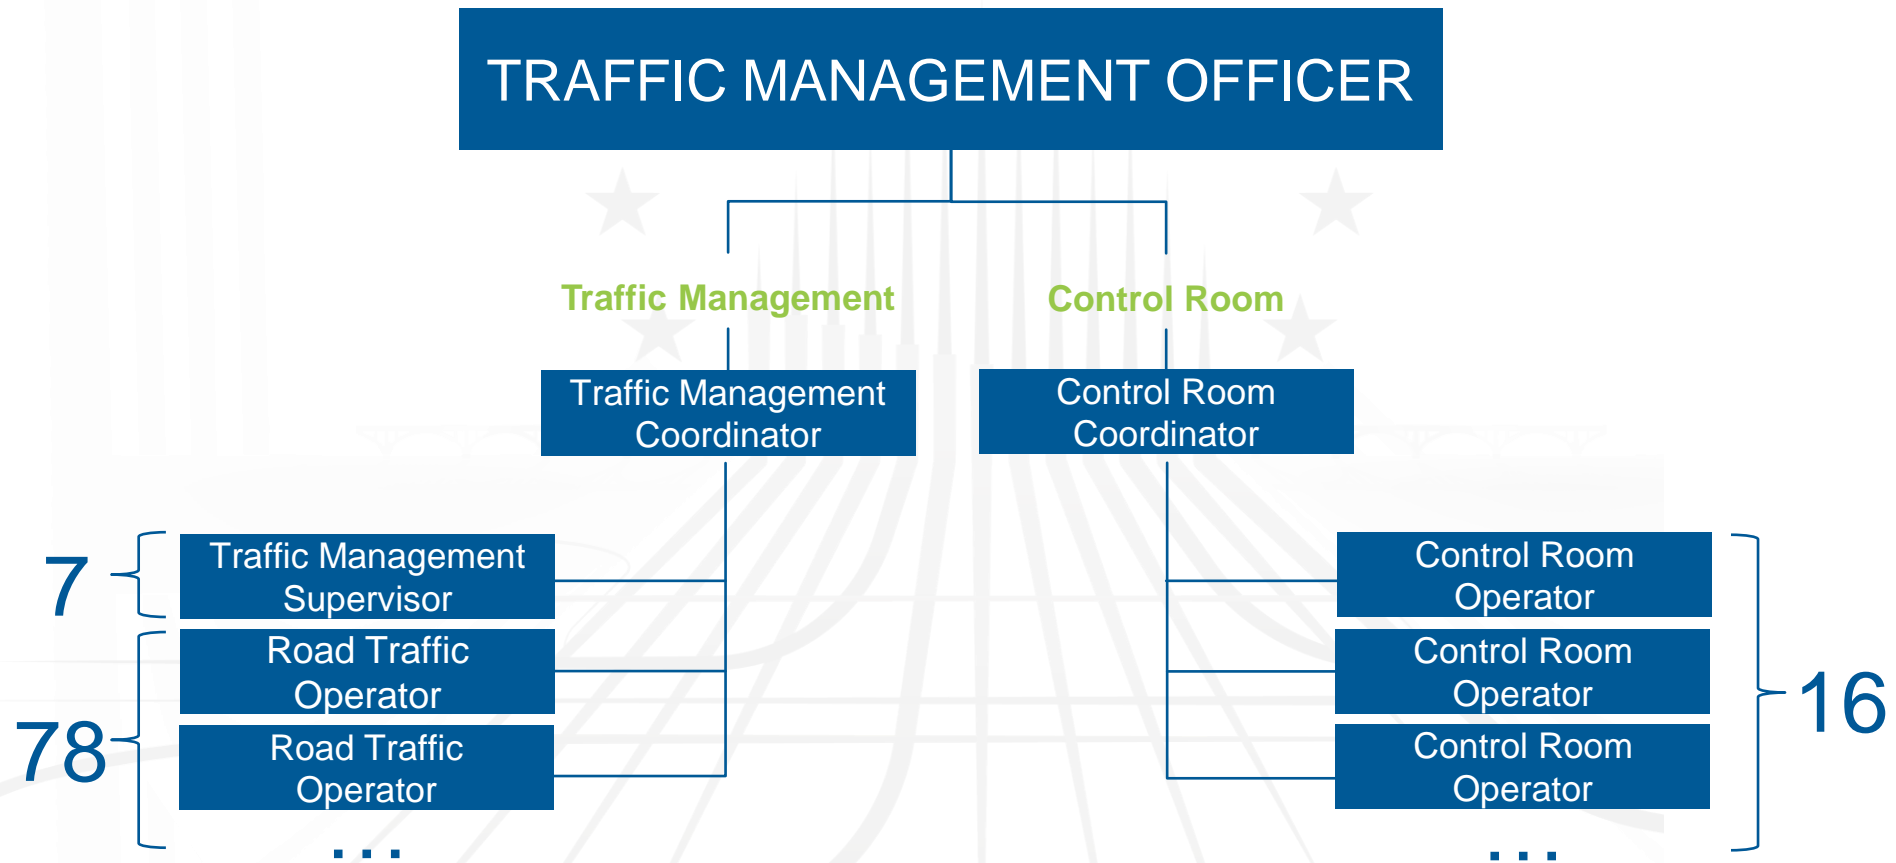 TRAFFIC MANAGEMENT OFFICER
Traffic Management
Control Room
Traffic Management
Coordinator
Control Room
Coordinator
7
Traffic Management
Supervisor
78
Road Traffic
Operator
Road Traffic
Operator
...
Control Room
Operator
Control Room
Operator
Control Room
Operator
16
...